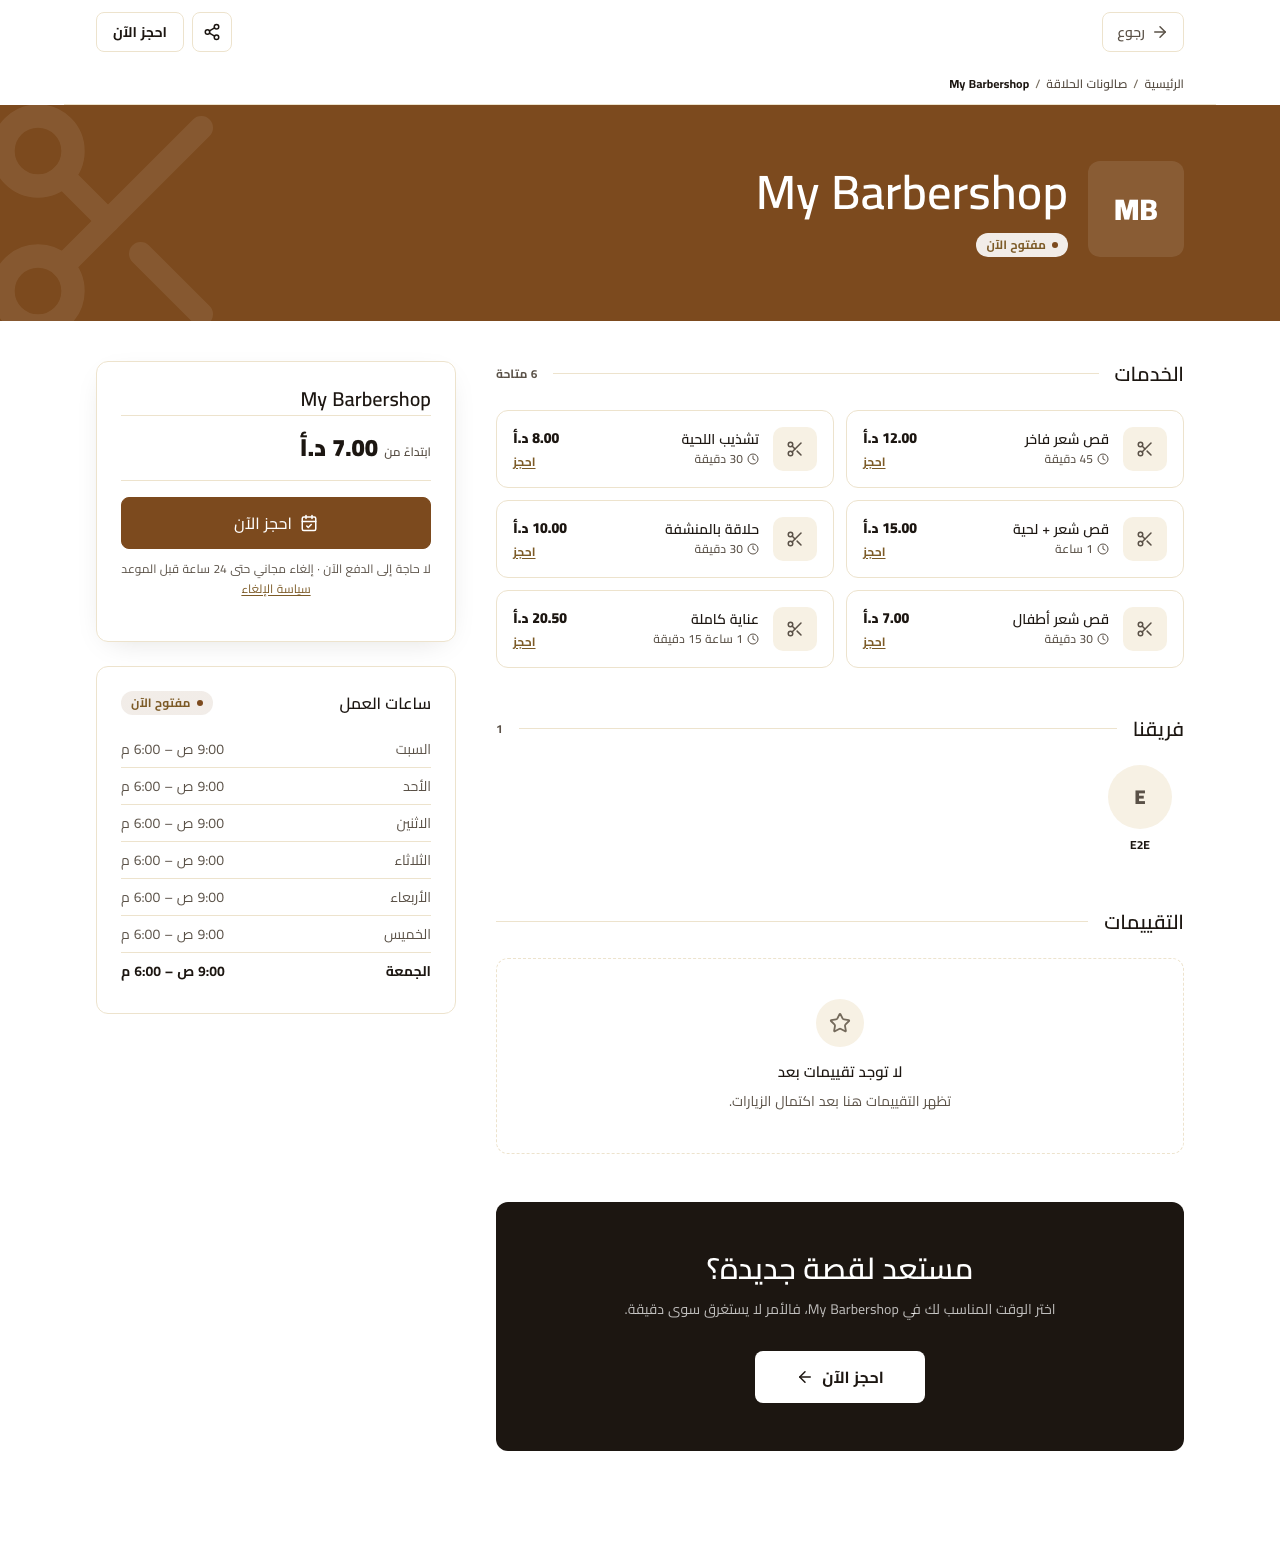 رجوع
احجز الآن
الرئيسية / صالونات الحلاقة / My Barbershop
MB
My Barbershop
مفتوح الآن
الخدمات
6 متاحة
قص شعر فاخر
45 دقيقة
12.00 د.أ
احجز
تشذيب اللحية
30 دقيقة
8.00 د.أ
احجز
قص شعر + لحية
1 ساعة
15.00 د.أ
احجز
حلاقة بالمنشفة
30 دقيقة
10.00 د.أ
احجز
قص شعر أطفال
30 دقيقة
7.00 د.أ
احجز
عناية كاملة
1 ساعة 15 دقيقة
20.50 د.أ
احجز
فريقنا
1
E
E2E
التقييمات
لا توجد تقييمات بعد
تظهر التقييمات هنا بعد اكتمال الزيارات.
مستعد لقصة جديدة؟
اختر الوقت المناسب لك في My Barbershop، فالأمر لا يستغرق سوى دقيقة.
احجز الآن
My Barbershop
ابتداءً من 7.00 د.أ
احجز الآن
لا حاجة إلى الدفع الآن · إلغاء مجاني حتى 24 ساعة قبل الموعد
سياسة الإلغاء
ساعات العمل
مفتوح الآن
السبت 9:00 ص – 6:00 م
الأحد 9:00 ص – 6:00 م
الاثنين 9:00 ص – 6:00 م
الثلاثاء 9:00 ص – 6:00 م
الأربعاء 9:00 ص – 6:00 م
الخميس 9:00 ص – 6:00 م
الجمعة 9:00 ص – 6:00 م